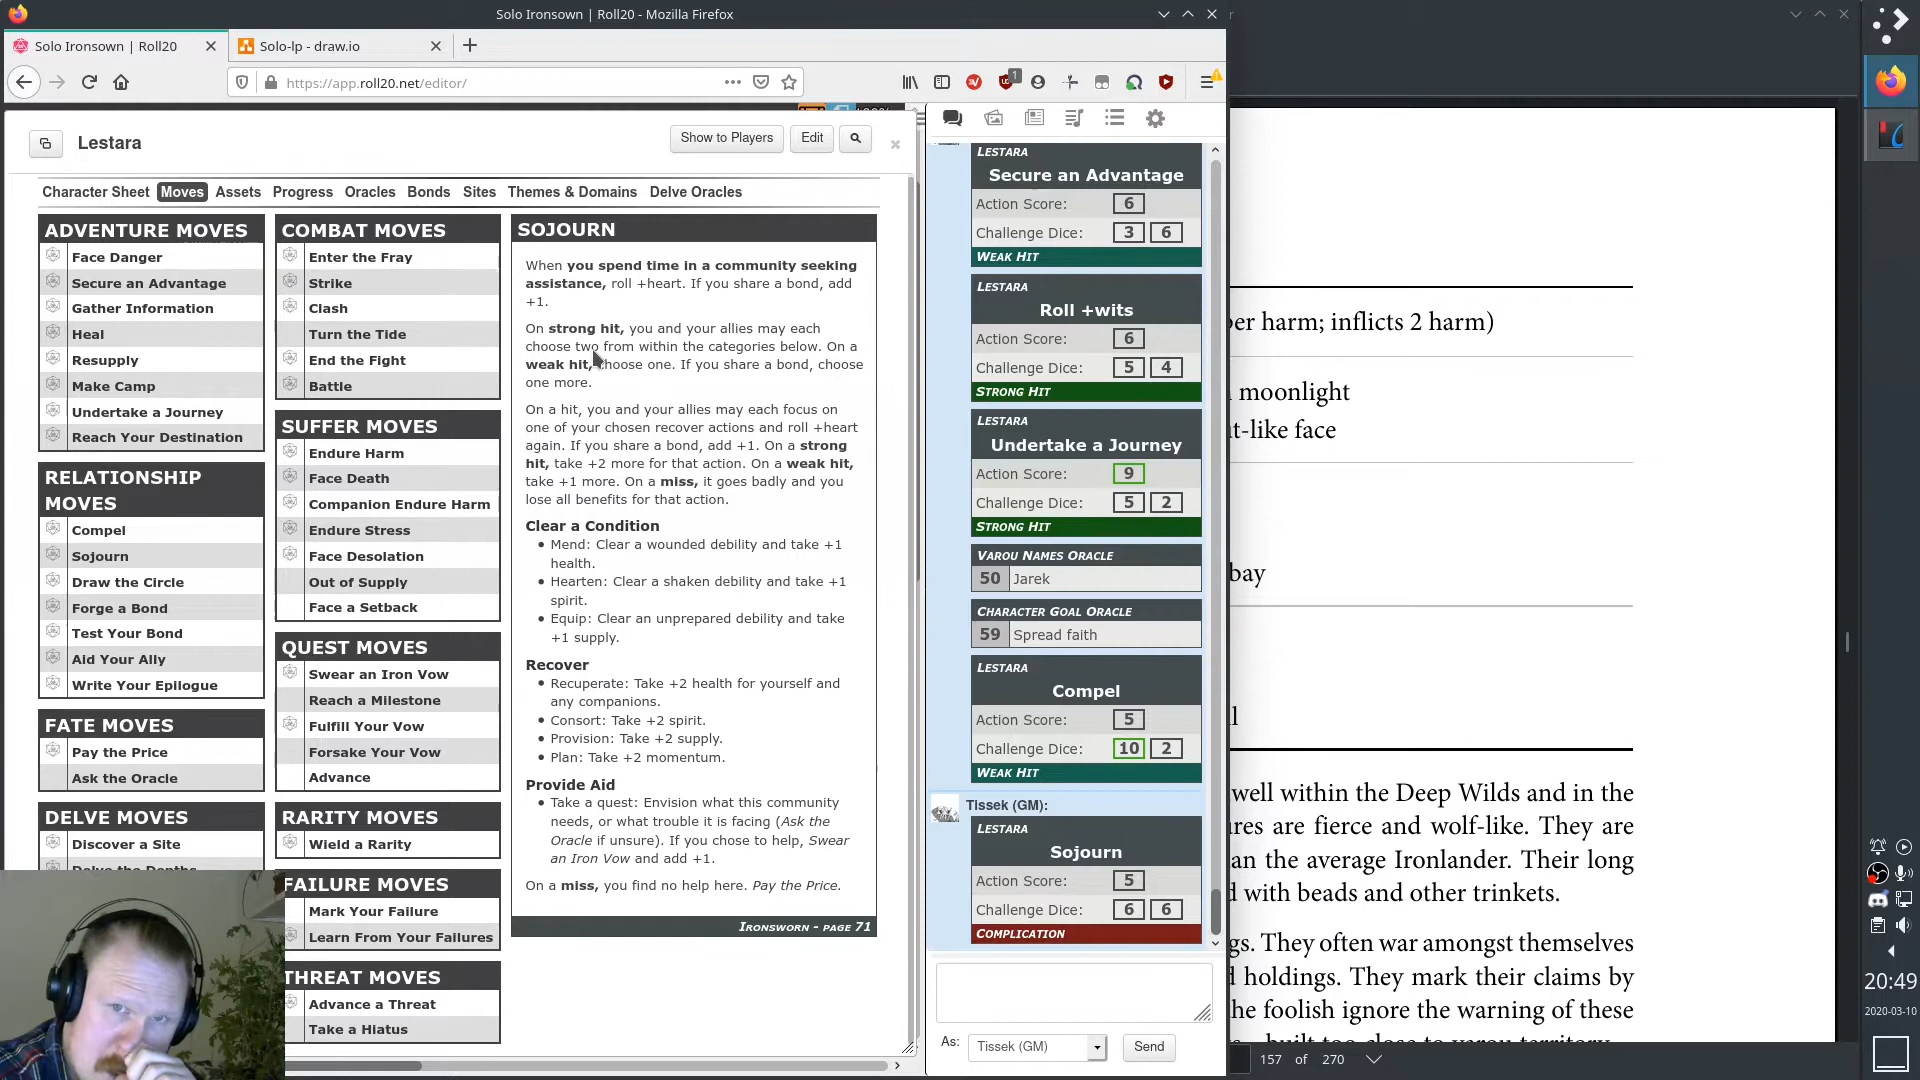 Solo Ironsown | Roll20 - Mozilla Firefox
Solo Ironsown | Roll20
Solo-lp - draw.io
https://app.roll20.net/editor/
1
Lestara
Show to Players
Edit
Character Sheet
Moves
Assets
Progress
Oracles
Bonds
Sites
Themes & Domains
Delve Oracles
ADVENTURE MOVES
Face Danger
Secure an Advantage
Gather Information
Heal
Resupply
Make Camp
Undertake a Journey
Reach Your Destination
RELATIONSHIP
MOVES
Compel
Sojourn
Draw the Circle
Forge a Bond
Test Your Bond
Aid Your Ally
Write Your Epilogue
FATE MOVES
Pay the Price
Ask the Oracle
DELVE MOVES
Discover a Site
Delve the Depths
COMBAT MOVES
Enter the Fray
Strike
Clash
Turn the Tide
End the Fight
Battle
SUFFER MOVES
Endure Harm
Face Death
Companion Endure Harm
Endure Stress
Face Desolation
Out of Supply
Face a Setback
QUEST MOVES
Swear an Iron Vow
Reach a Milestone
Fulfill Your Vow
Forsake Your Vow
Advance
RARITY MOVES
Wield a Rarity
FAILURE MOVES
Mark Your Failure
Learn From Your Failures
THREAT MOVES
Advance a Threat
Take a Hiatus
SOJOURN
When you spend time in a community seeking
assistance, roll +heart. If you share a bond, add
+1.
On strong hit, you and your allies may each
choose two from within the categories below. On a
weak hit, choose one. If you share a bond, choose
one more.
On a hit, you and your allies may each focus on
one of your chosen recover actions and roll +heart
again. If you share a bond, add +1. On a strong
hit, take +2 more for that action. On a weak hit,
take +1 more. On a miss, it goes badly and you
lose all benefits for that action.
Clear a Condition
• Mend: Clear a wounded debility and take +1
health.
• Hearten: Clear a shaken debility and take +1
spirit.
• Equip: Clear an unprepared debility and take
+1 supply.
Recover
• Recuperate: Take +2 health for yourself and
any companions.
• Consort: Take +2 spirit.
• Provision: Take +2 supply.
• Plan: Take +2 momentum.
Provide Aid
• Take a quest: Envision what this community
needs, or what trouble it is facing (Ask the
Oracle if unsure). If you chose to help, Swear
an Iron Vow and add +1.
On a miss, you find no help here. Pay the Price.
IRONSWORN - PAGE 71
LESTARA
Secure an Advantage
Action Score: 6
Challenge Dice: 3 6
WEAK HIT
LESTARA
Roll +wits
Action Score: 6
Challenge Dice: 5 4
STRONG HIT
LESTARA
Undertake a Journey
Action Score: 9
Challenge Dice: 5 2
STRONG HIT
VAROU NAMES ORACLE
50 Jarek
CHARACTER GOAL ORACLE
59 Spread faith
LESTARA
Compel
Action Score: 5
Challenge Dice: 10 2
WEAK HIT
Tissek (GM):
LESTARA
Sojourn
Action Score: 5
Challenge Dice: 6 6
COMPLICATION
As: Tissek (GM)
Send
per harm; inflicts 2 harm)
moonlight
t-like face
bay
well within the Deep Wilds and in the
ures are fierce and wolf-like. They are
an the average Ironlander. Their long
d with beads and other trinkets.
gs. They often war amongst themselves
d holdings. They mark their claims by
he foolish ignore the warning of these
built too close to varou territory
157 of 270
20:49
2020-03-10